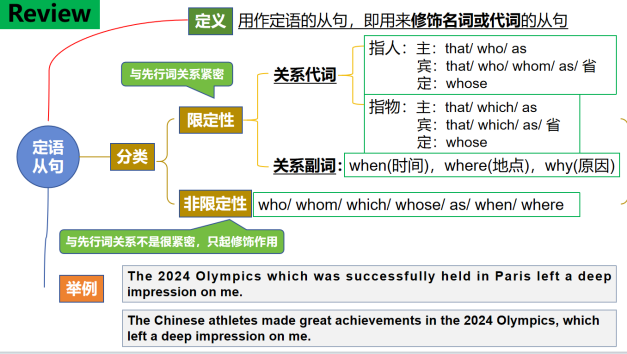 Review
定义
用作定语的从句，即用来修饰名词或代词的从句
与先行词关系紧密
定语
从句
分类
限定性
关系代词
指人：主：that/ who/ as
宾：that/ who/ whom/ as/ 省
定：whose
指物：主：that/ which/ as
宾：that/ which/ as/ 省
定：whose
关系副词：
when(时间)，where(地点)，why(原因)
非限定性
who/ whom/ which/ whose/ as/ when/ where
与先行词关系不是很紧密，只起修饰作用
举例
The 2024 Olympics which was successfully held in Paris left a deep
impression on me.
The Chinese athletes made great achievements in the 2024 Olympics, which
left a deep impression on me.